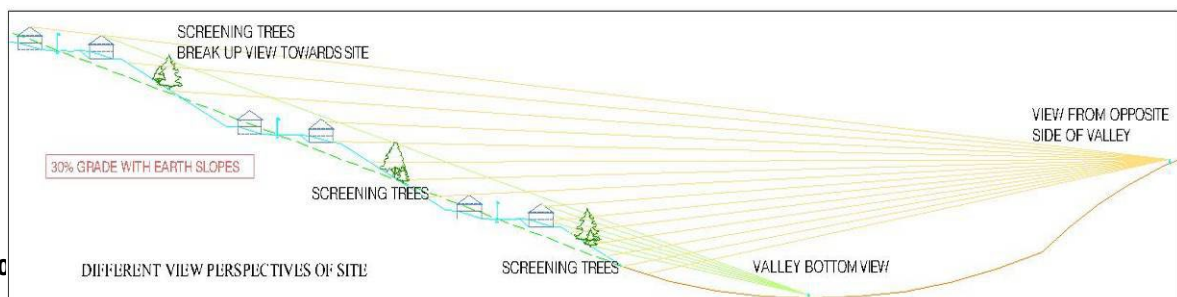 SCREENING TREES
BREAK UP VIEW TOWARDS SITE
VIEW FROM OPPOSITE
SIDE OF VALLEY
30% GRADE WITH EARTH SLOPES
SCREENING TREES
DIFFERENT VIEW PERSPECTIVES OF SITE
SCREENING TREES
VALLEY BOTTOM VIEW